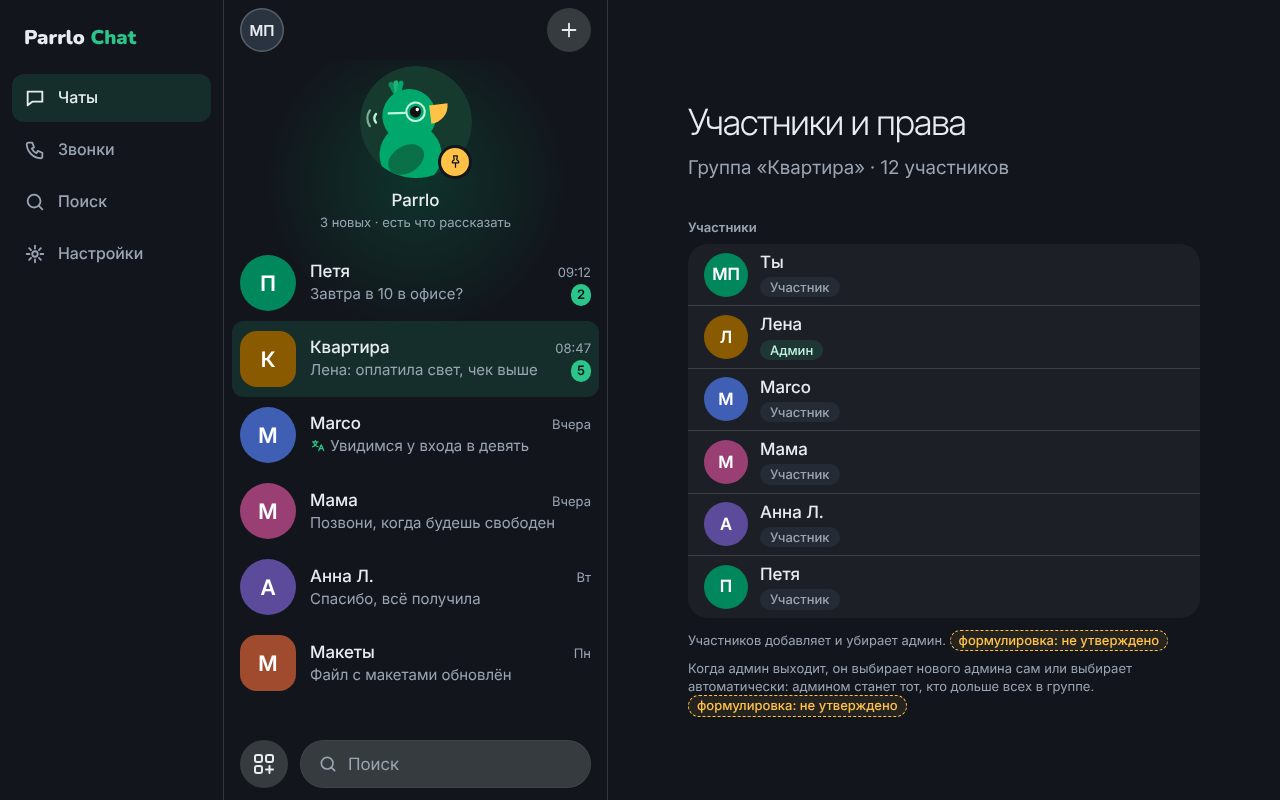 Parrlo Chat
Чаты
Звонки
Поиск
Настройки
МП
Parrlo
3 новых · есть что рассказать
П
Петя
09:12
Завтра в 10 в офисе?
2
К
Квартира
08:47
Лена: оплатила свет, чек выше
5
M
Marco
Вчера
Увидимся у входа в девять
М
Мама
Вчера
Позвони, когда будешь свободен
А
Анна Л.
Вт
Спасибо, всё получила
М
Макеты
Пн
Файл с макетами обновлён
Поиск
Участники и права
Группа «Квартира» · 12 участников
Участники
МП
Ты
Участник
Л
Лена
Админ
M
Marco
Участник
М
Мама
Участник
А
Анна Л.
Участник
П
Петя
Участник
Участников добавляет и убирает админ. формулировка: не утверждено
Когда админ выходит, он выбирает нового админа сам или выбирает
автоматически: админом станет тот, кто дольше всех в группе.
формулировка: не утверждено